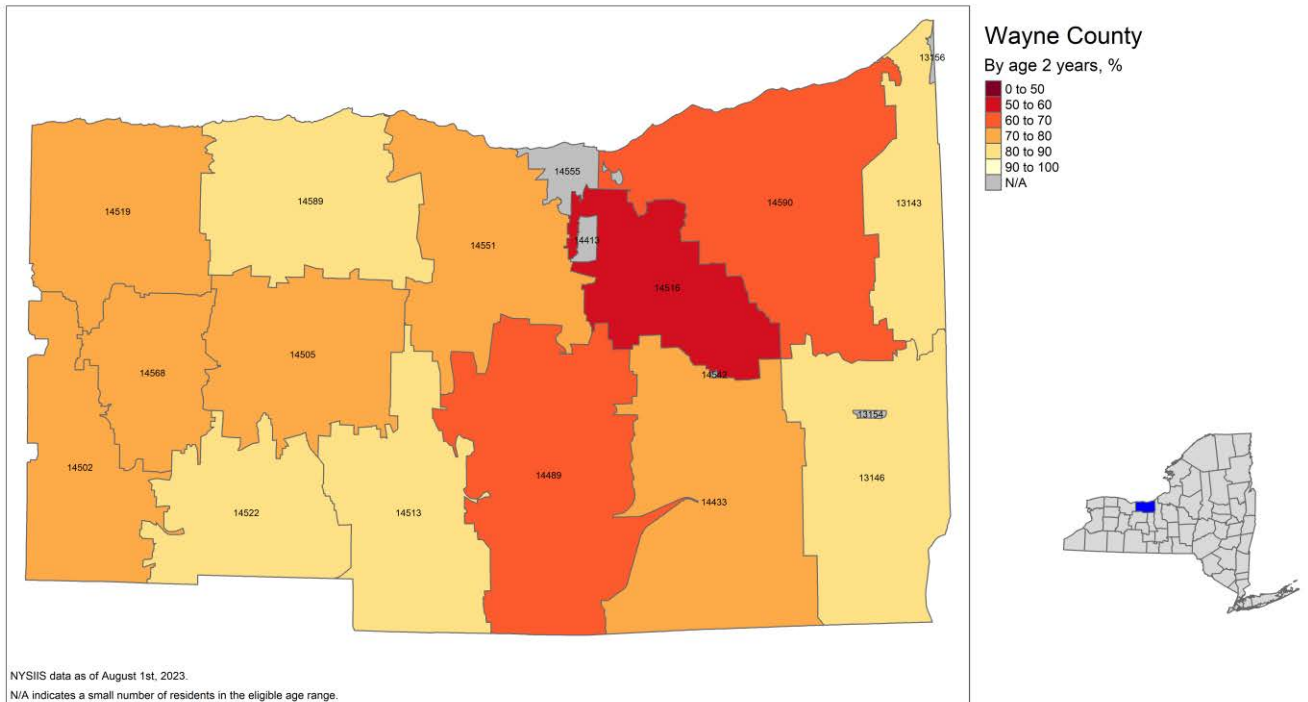 Wayne County
By age 2 years, %
0 to 50
50 to 60
60 to 70
70 to 80
80 to 90
90 to 100
N/A
13156
14555
14519
14589
14590
13143
14551
14413
14516
14505
14568
14542
13154
14502
14489
13146
14433
14522
14513
NYSIIS data as of August 1st, 2023.
N/A indicates a small number of residents in the eligible age range.